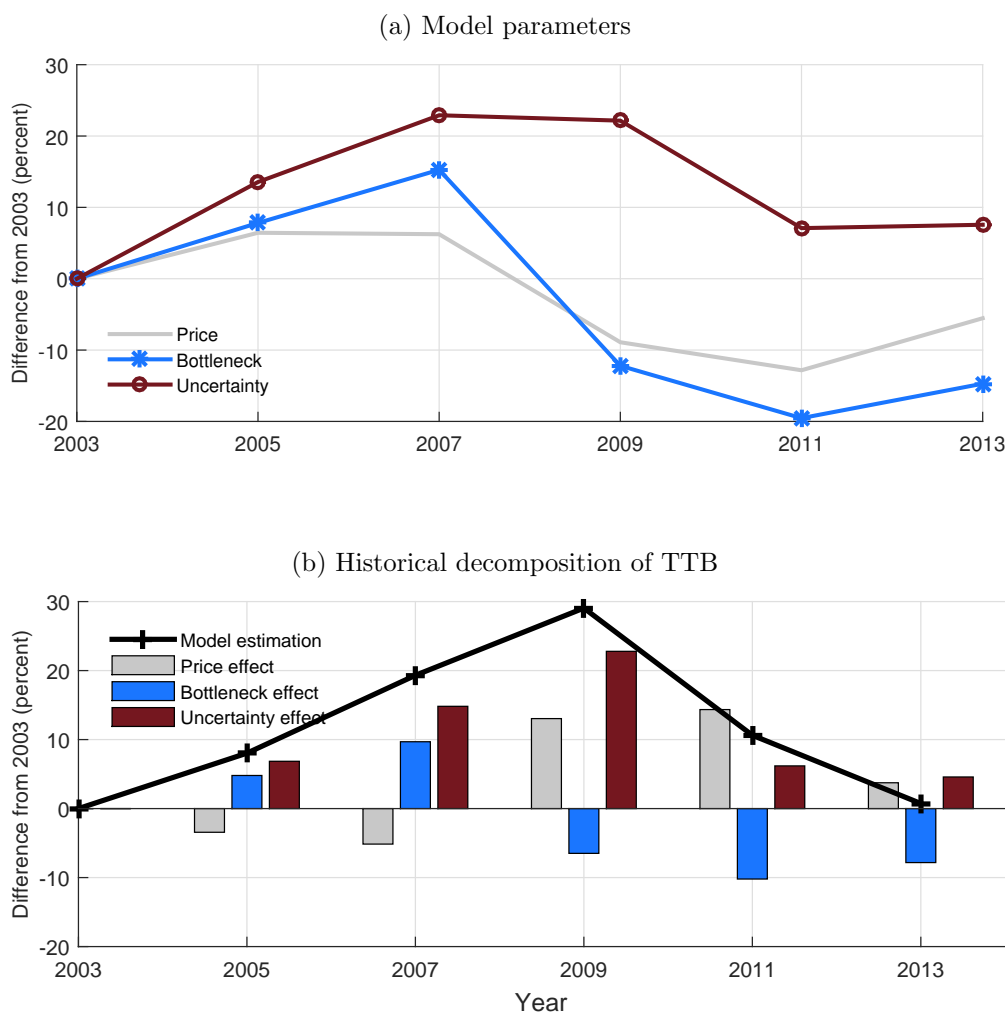 (a) Model parameters
30
20
10
0
-10
-20
Difference from 2003 (percent)
Price
Bottleneck
Uncertainty
2003 2005 2007 2009 2011 2013
(b) Historical decomposition of TTB
30
20
10
0
-10
-20
Difference from 2003 (percent)
Model estimation
Price effect
Bottleneck effect
Uncertainty effect
2003 2005 2007 2009 2011 2013
Year